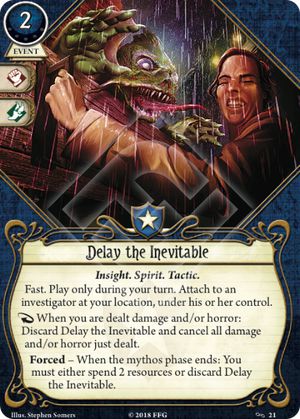 2
EVENT
Delay the Inevitable
Insight. Spirit. Tactic.
Fast. Play only during your turn. Attach to an
investigator at your location, under his or her control.
When you are dealt damage and/or horror:
Discard Delay the Inevitable and cancel all damage
and/or horror just dealt.
Forced – When the mythos phase ends: You
must either spend 2 resources or discard Delay
the Inevitable.
Illus. Stephen Somers
© 2018 FFG
21